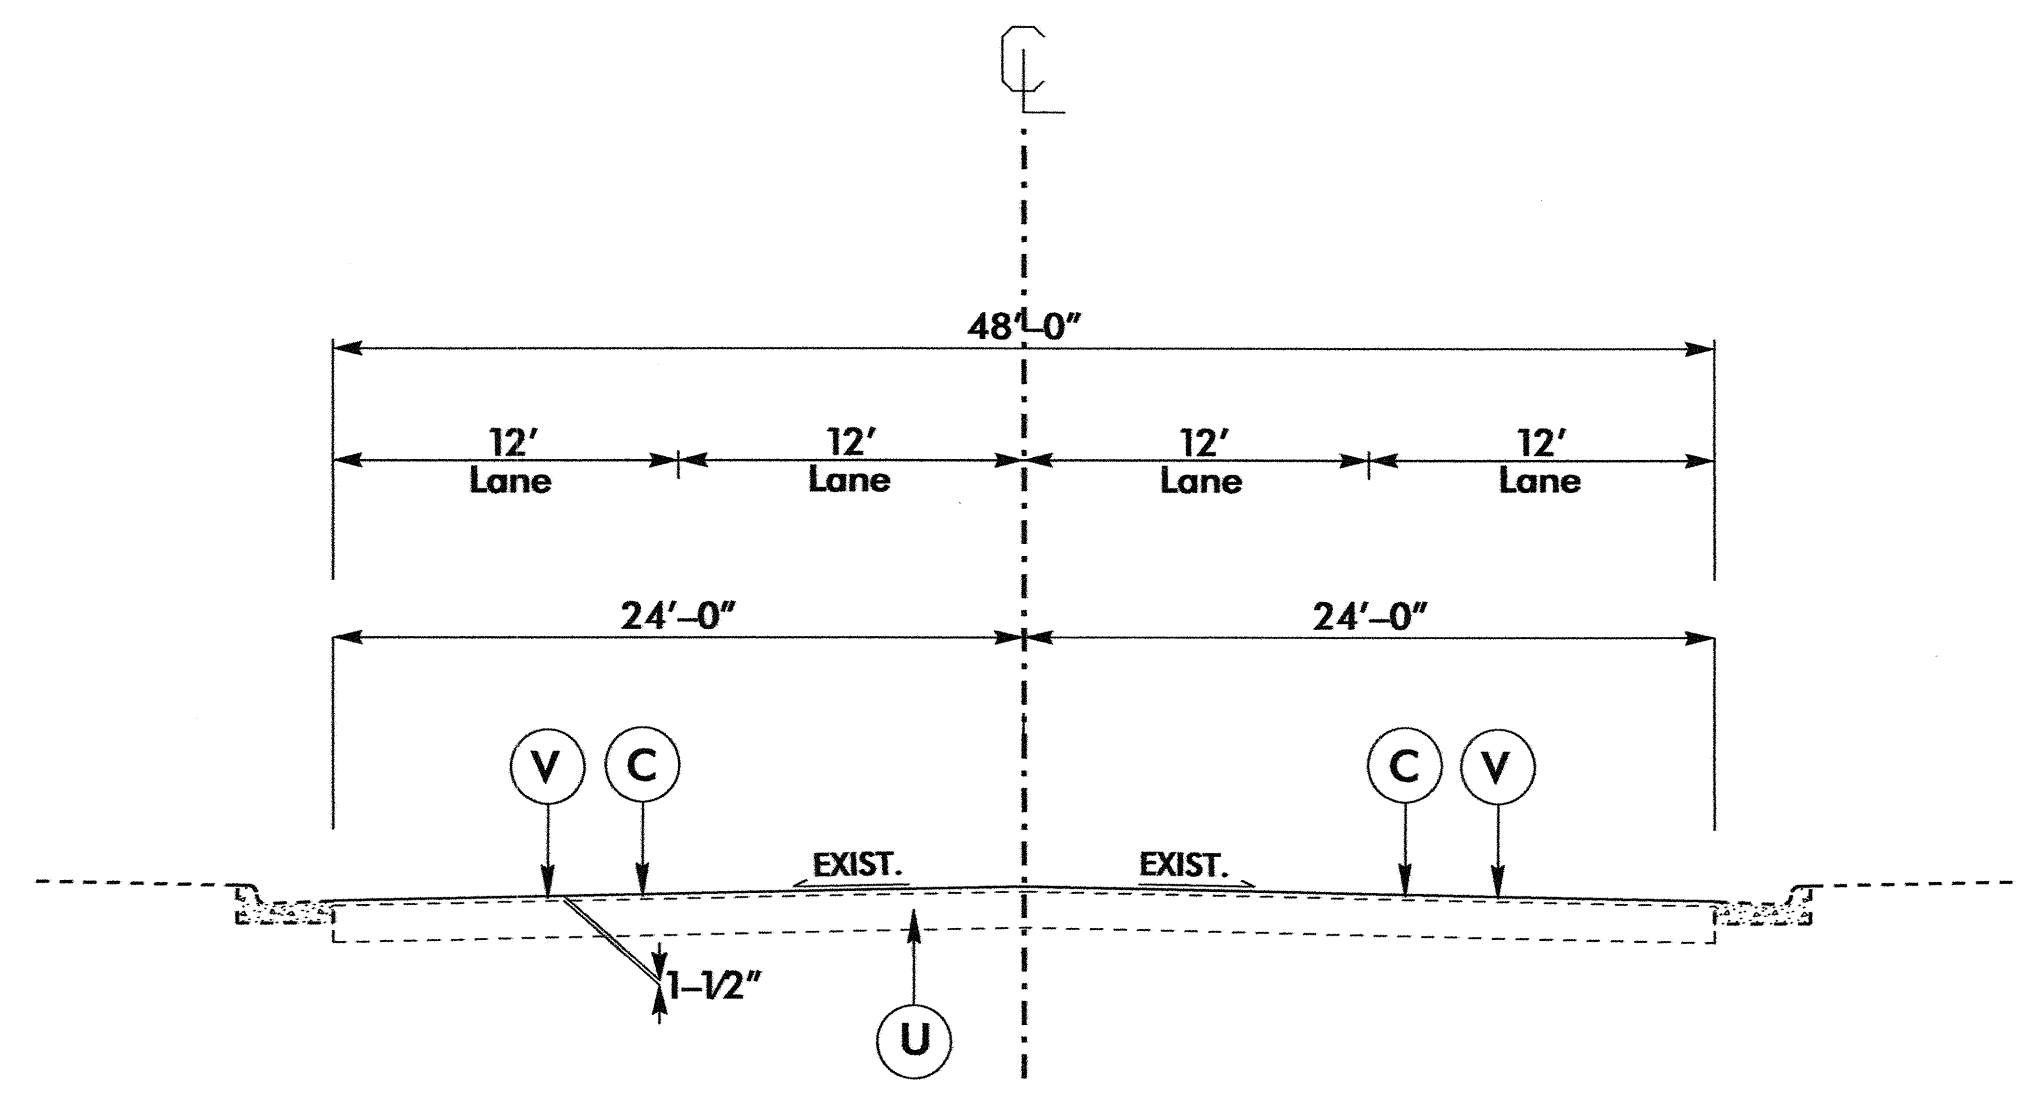 CL
48'-0"
12' 12' 12' 12'
Lane Lane Lane Lane
24'-0" 24'-0"
V C C V
EXIST. EXIST.
1-1/2"
U